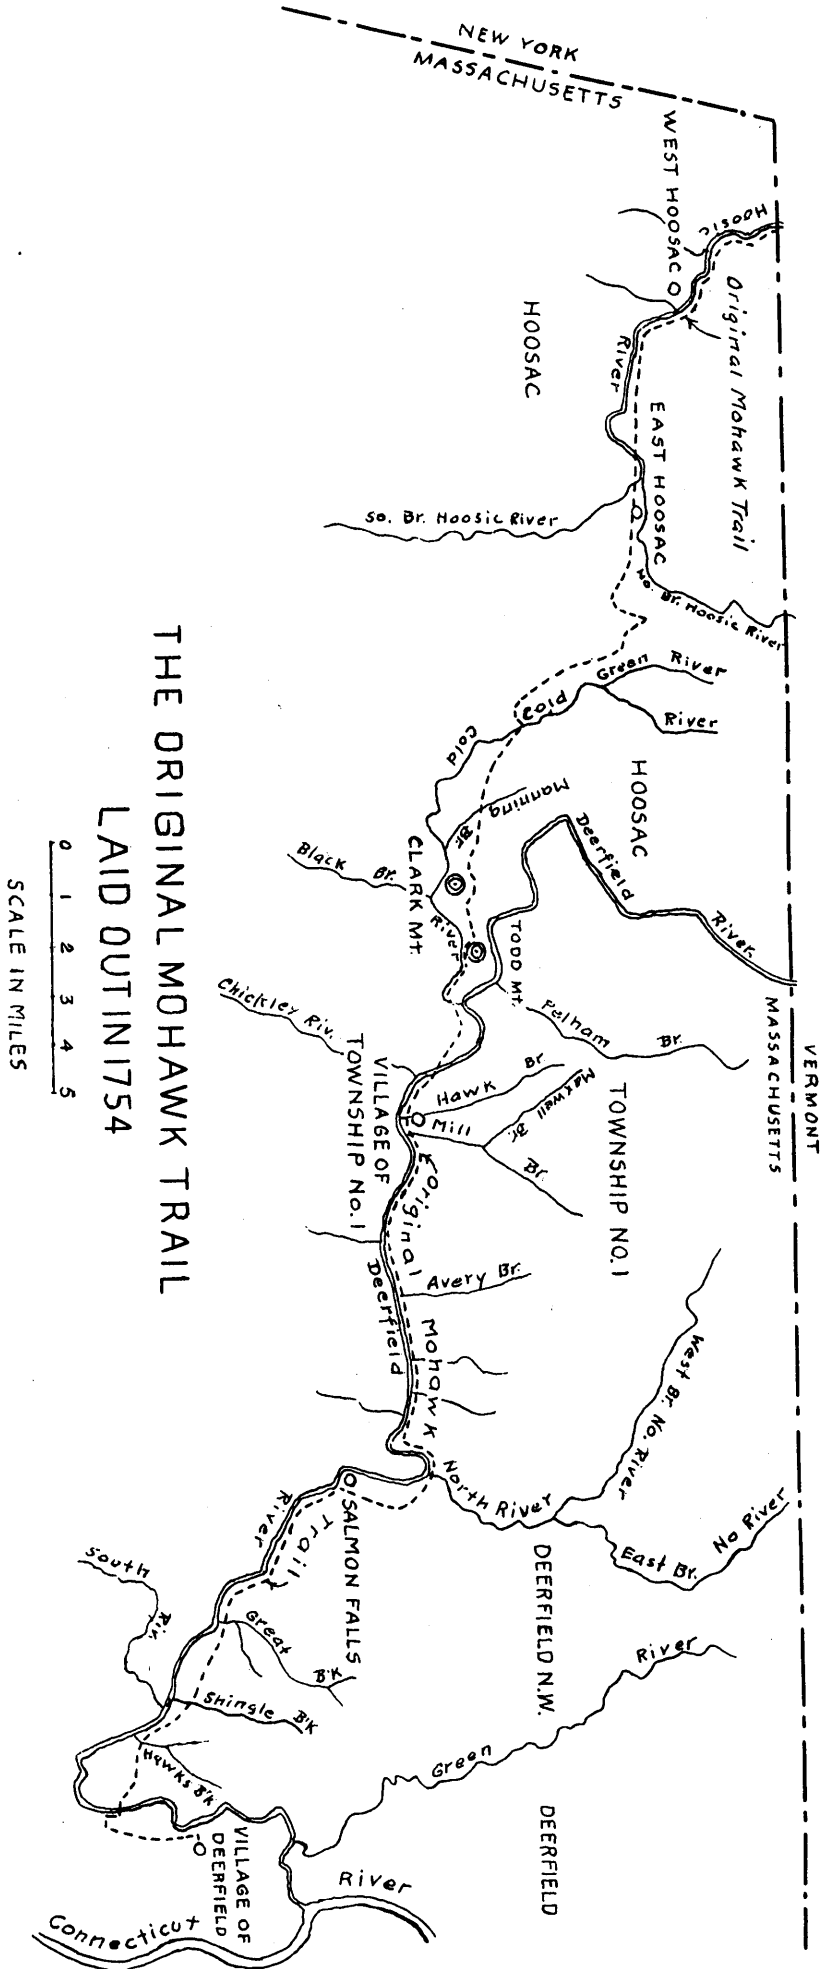 NEW YORK
MASSACHUSETTS
VERMONT
MASSACHUSETTS
WEST HOOSAC
Hoosic
River
Original Mohawk Trail
HOOSAC
EAST HOOSAC
So. Br. Hoosic River
No. Br. Hoosic River
Green River
River
Cold
Cold
River
Manning
Br.
HOOSAC
Deerfield
River
Black Br.
CLARK Mt.
TODD Mt.
Pelham Br.
Chickley Riv.
VILLAGE OF
TOWNSHIP No. 1
Hawk Br
Mill
Br.
Maxwell
Br.
TOWNSHIP NO. 1
Original
Mohawk
Trail
Avery Br.
Deerfield
River
West Br. No. River
North River
East Br.
No River
SALMON FALLS
DEERFIELD N.W.
South
Riv.
Great
B'K
Shingle B'K
Hawks B'K
Green
River
DEERFIELD
VILLAGE OF
DEERFIELD
Connecticut
River
THE ORIGINAL MOHAWK TRAIL
LAID OUT IN 1754
0 1 2 3 4 5
SCALE IN MILES